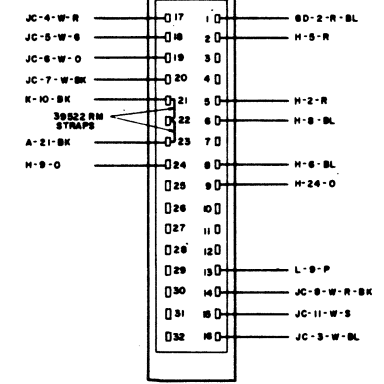 JC-4-W-R 17 1 6D-2-R-BL
JC-5-W-G 18 2 H-5-R
JC-6-W-O 19 3
JC-7-W-BK 20 4
K-10-BK 21 5 H-2-R
39522 RM STRAPS 22 6 H-8-BL
A-21-BK 23 7
H-9-O 24 8 H-6-BL
25 9 H-24-O
26 10
27 11
28 12
29 13 L-9-P
30 14 JC-9-W-R-BK
31 15 JC-11-W-S
32 16 JC-3-W-BL